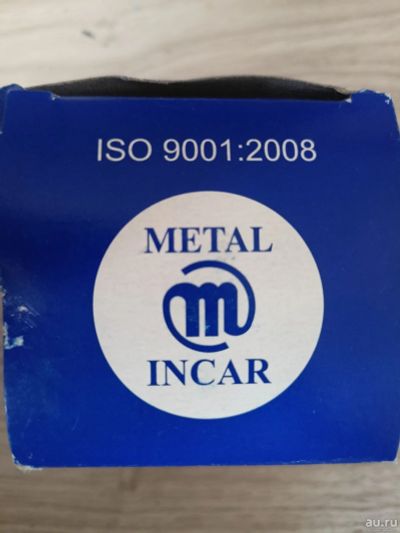 ISO 9001:2008
METAL
m
INCAR
au.ru